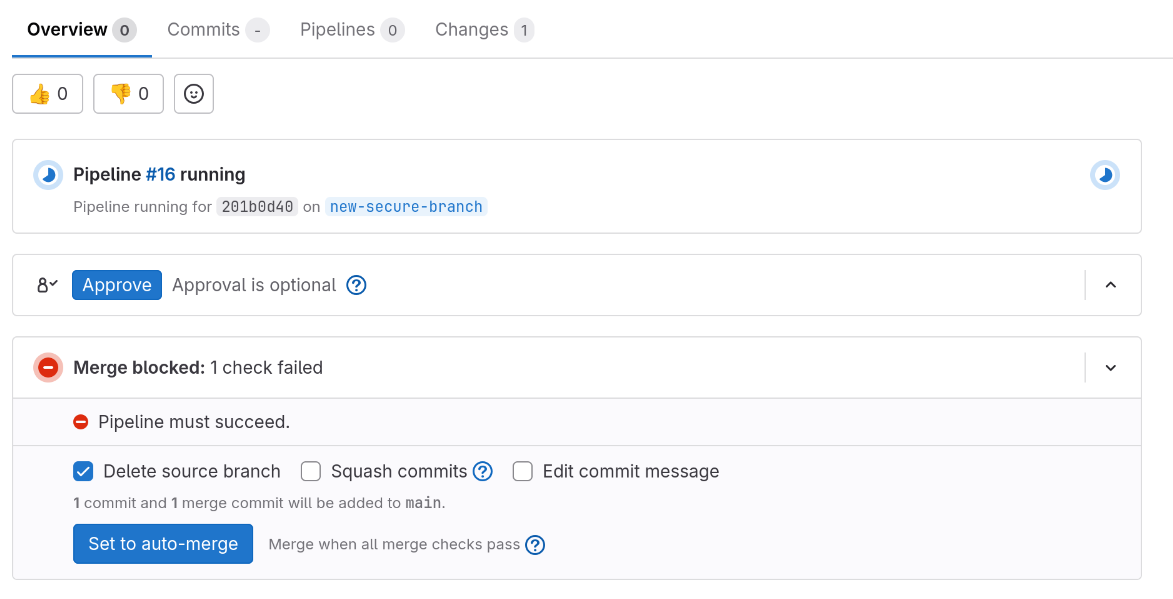 Overview 0 Commits - Pipelines 0 Changes 1
👍 0 👎 0
Pipeline #16 running
Pipeline running for 201b0d40 on new-secure-branch
Approve Approval is optional ?
Merge blocked: 1 check failed
Pipeline must succeed.
Delete source branch Squash commits ? Edit commit message
1 commit and 1 merge commit will be added to main.
Set to auto-merge Merge when all merge checks pass ?